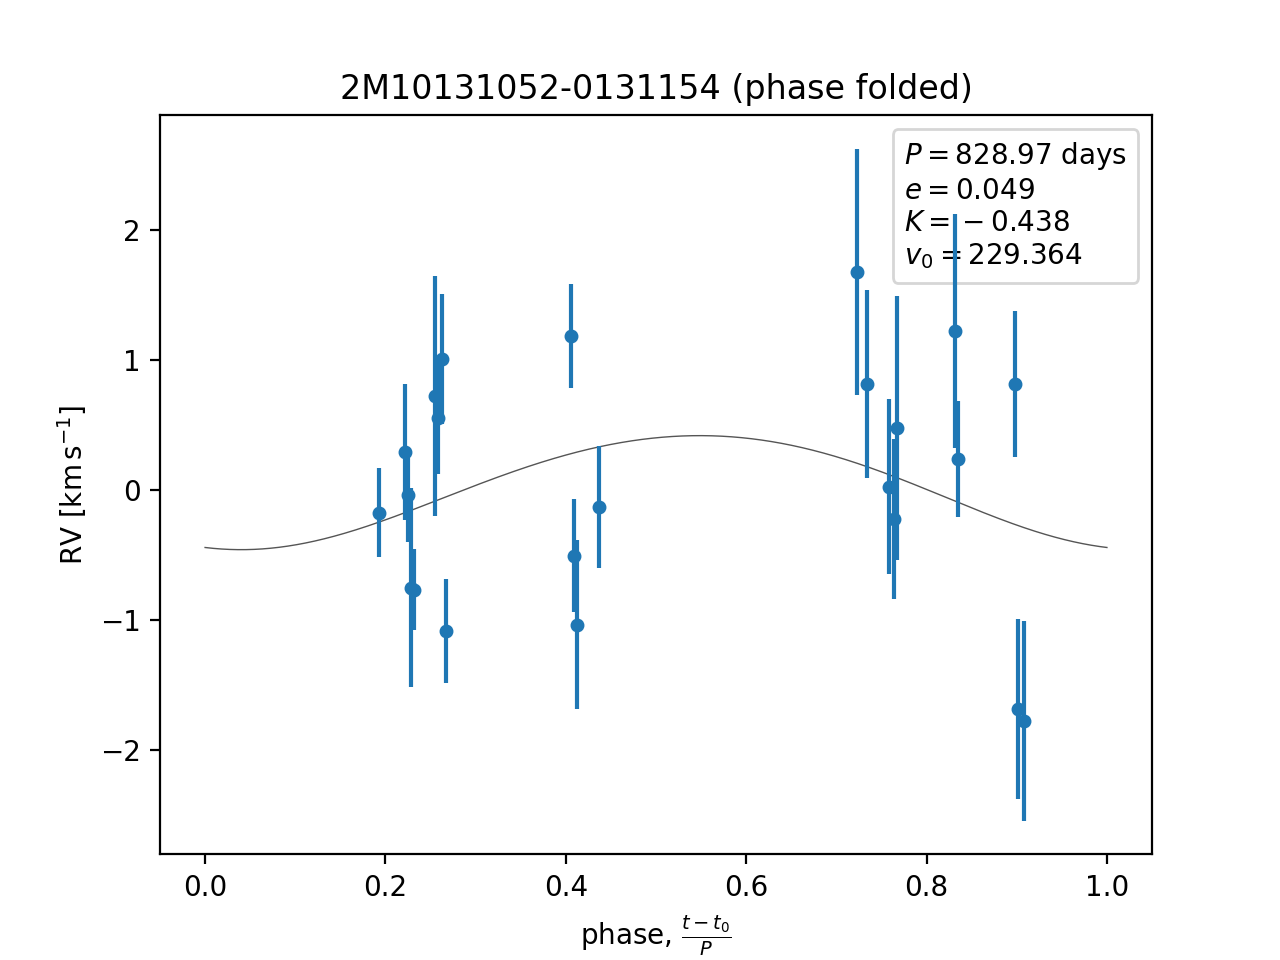 2M10131052-0131154 (phase folded)
P = 828.97 days
e = 0.049
K = −0.438
v₀ = 229.364
RV [km s⁻¹]
2
1
0
−1
−2
0.0 0.2 0.4 0.6 0.8 1.0
phase, (t − t₀)/P